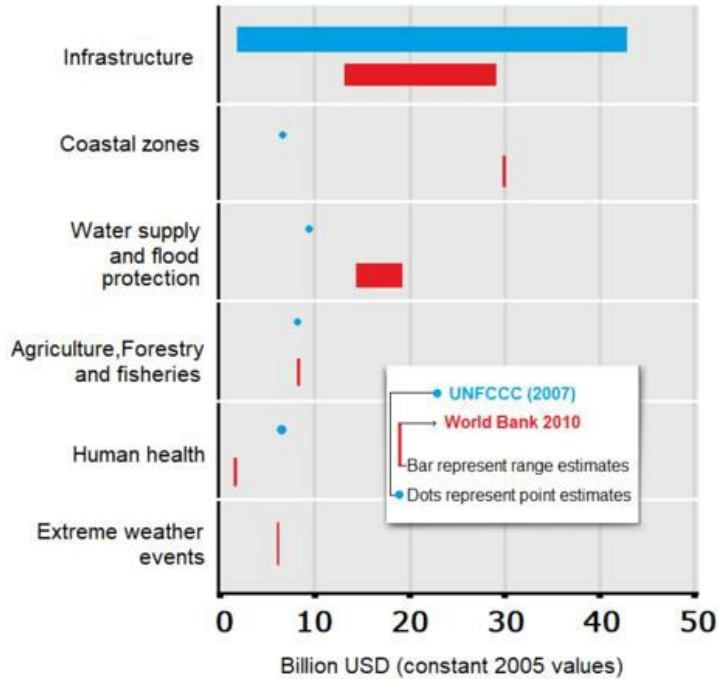 Infrastructure
Coastal zones
Water supply
and flood
protection
Agriculture,Forestry
and fisheries
Human health
Extreme weather
events
UNFCCC (2007)
World Bank 2010
Bar represent range estimates
Dots represent point estimates
0 10 20 30 40 50
Billion USD (constant 2005 values)